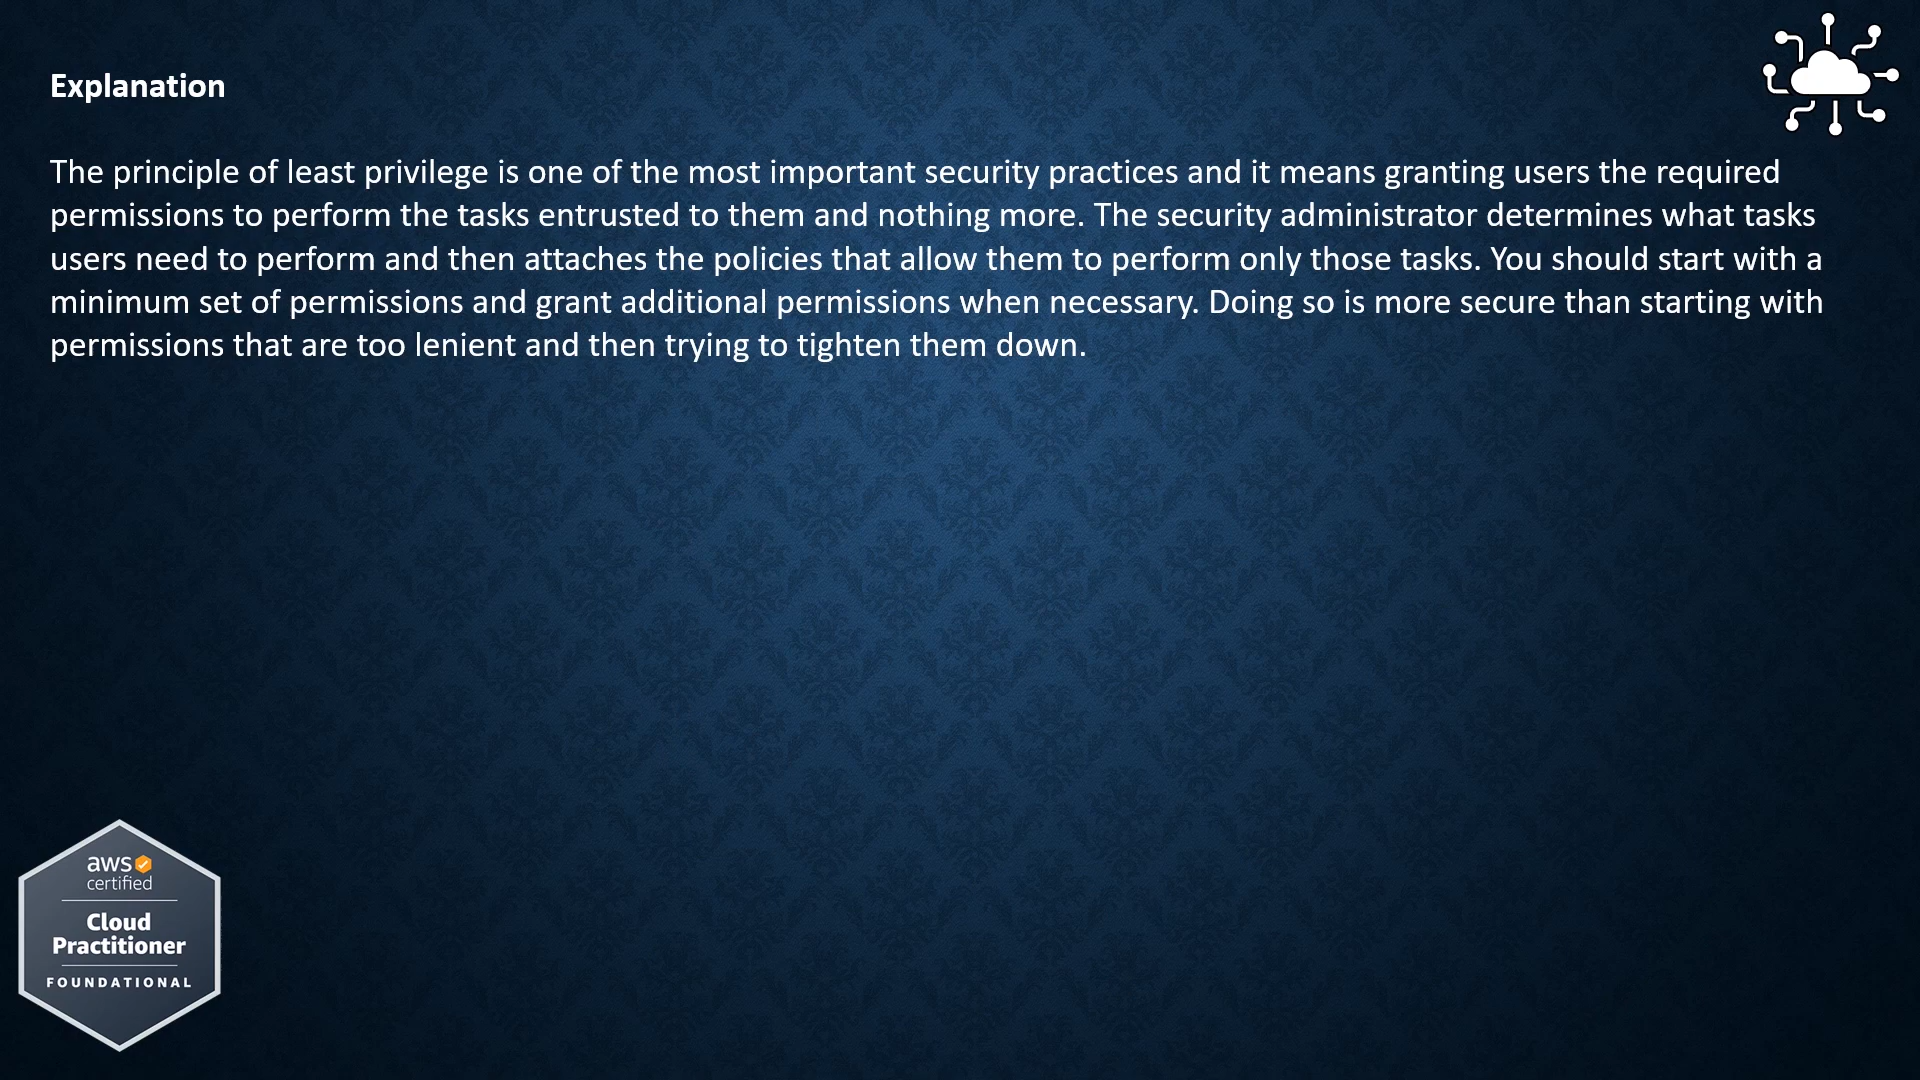 Explanation
The principle of least privilege is one of the most important security practices and it means granting users the required
permissions to perform the tasks entrusted to them and nothing more. The security administrator determines what tasks
users need to perform and then attaches the policies that allow them to perform only those tasks. You should start with a
minimum set of permissions and grant additional permissions when necessary. Doing so is more secure than starting with
permissions that are too lenient and then trying to tighten them down.
aws
certified
Cloud
Practitioner
FOUNDATIONAL